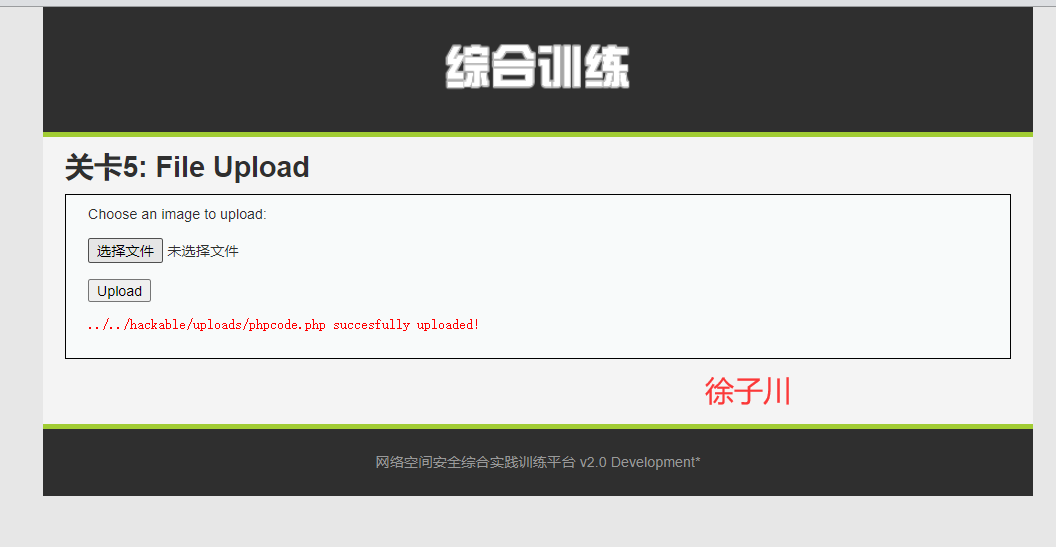 综合训练
关卡5: File Upload
Choose an image to upload:
选择文件 未选择文件
Upload
../../hackable/uploads/phpcode.php succesfully uploaded!
徐子川
网络空间安全综合实践训练平台 v2.0 Development*